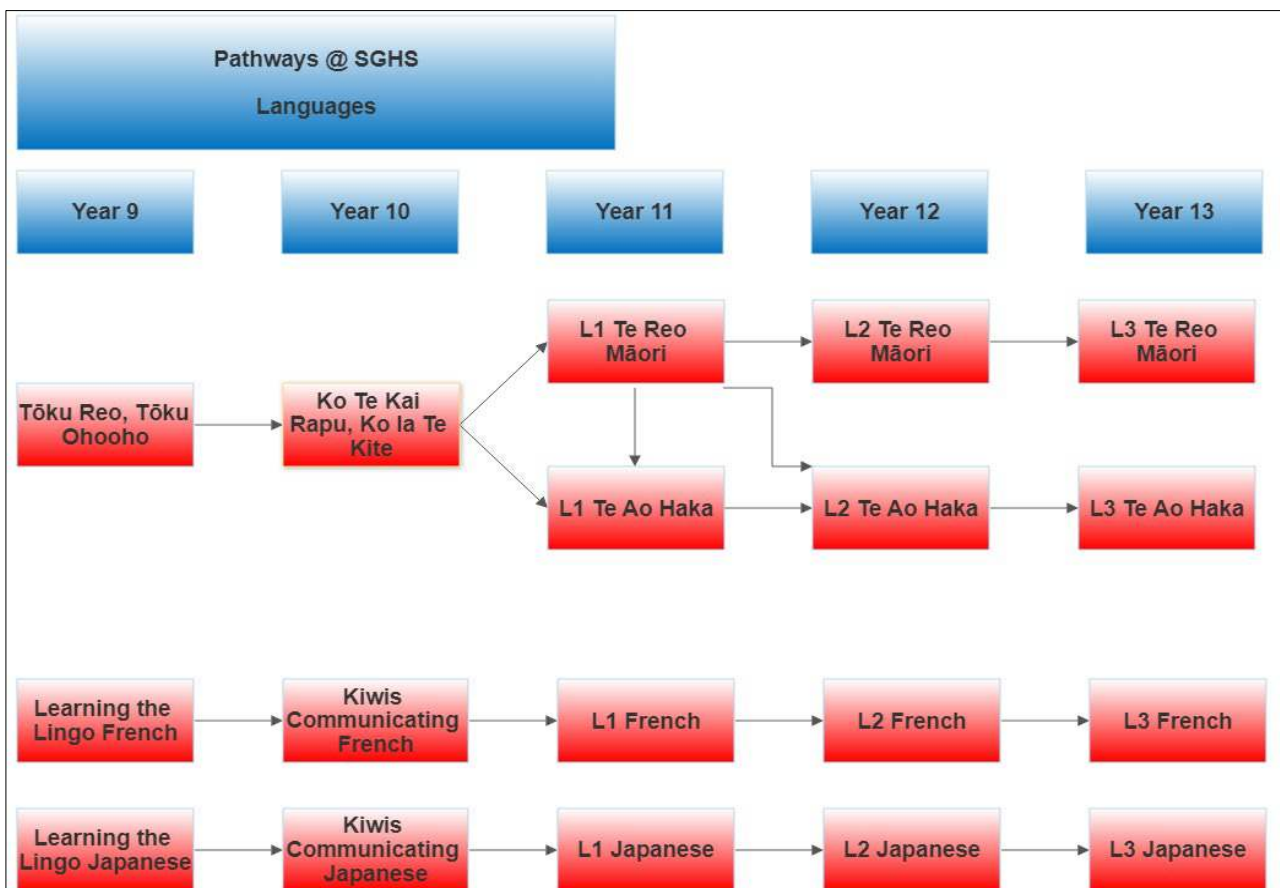 Pathways @ SGHS
Languages
Year 9
Year 10
Year 11
Year 12
Year 13
L1 Te Reo
Māori
L2 Te Reo
Māori
L3 Te Reo
Māori
Tōku Reo, Tōku
Ohooho
Ko Te Kai
Rapu, Ko Ia Te
Kite
L1 Te Ao Haka
L2 Te Ao Haka
L3 Te Ao Haka
Learning the
Lingo French
Kiwis
Communicating
French
L1 French
L2 French
L3 French
Learning the
Lingo Japanese
Kiwis
Communicating
Japanese
L1 Japanese
L2 Japanese
L3 Japanese